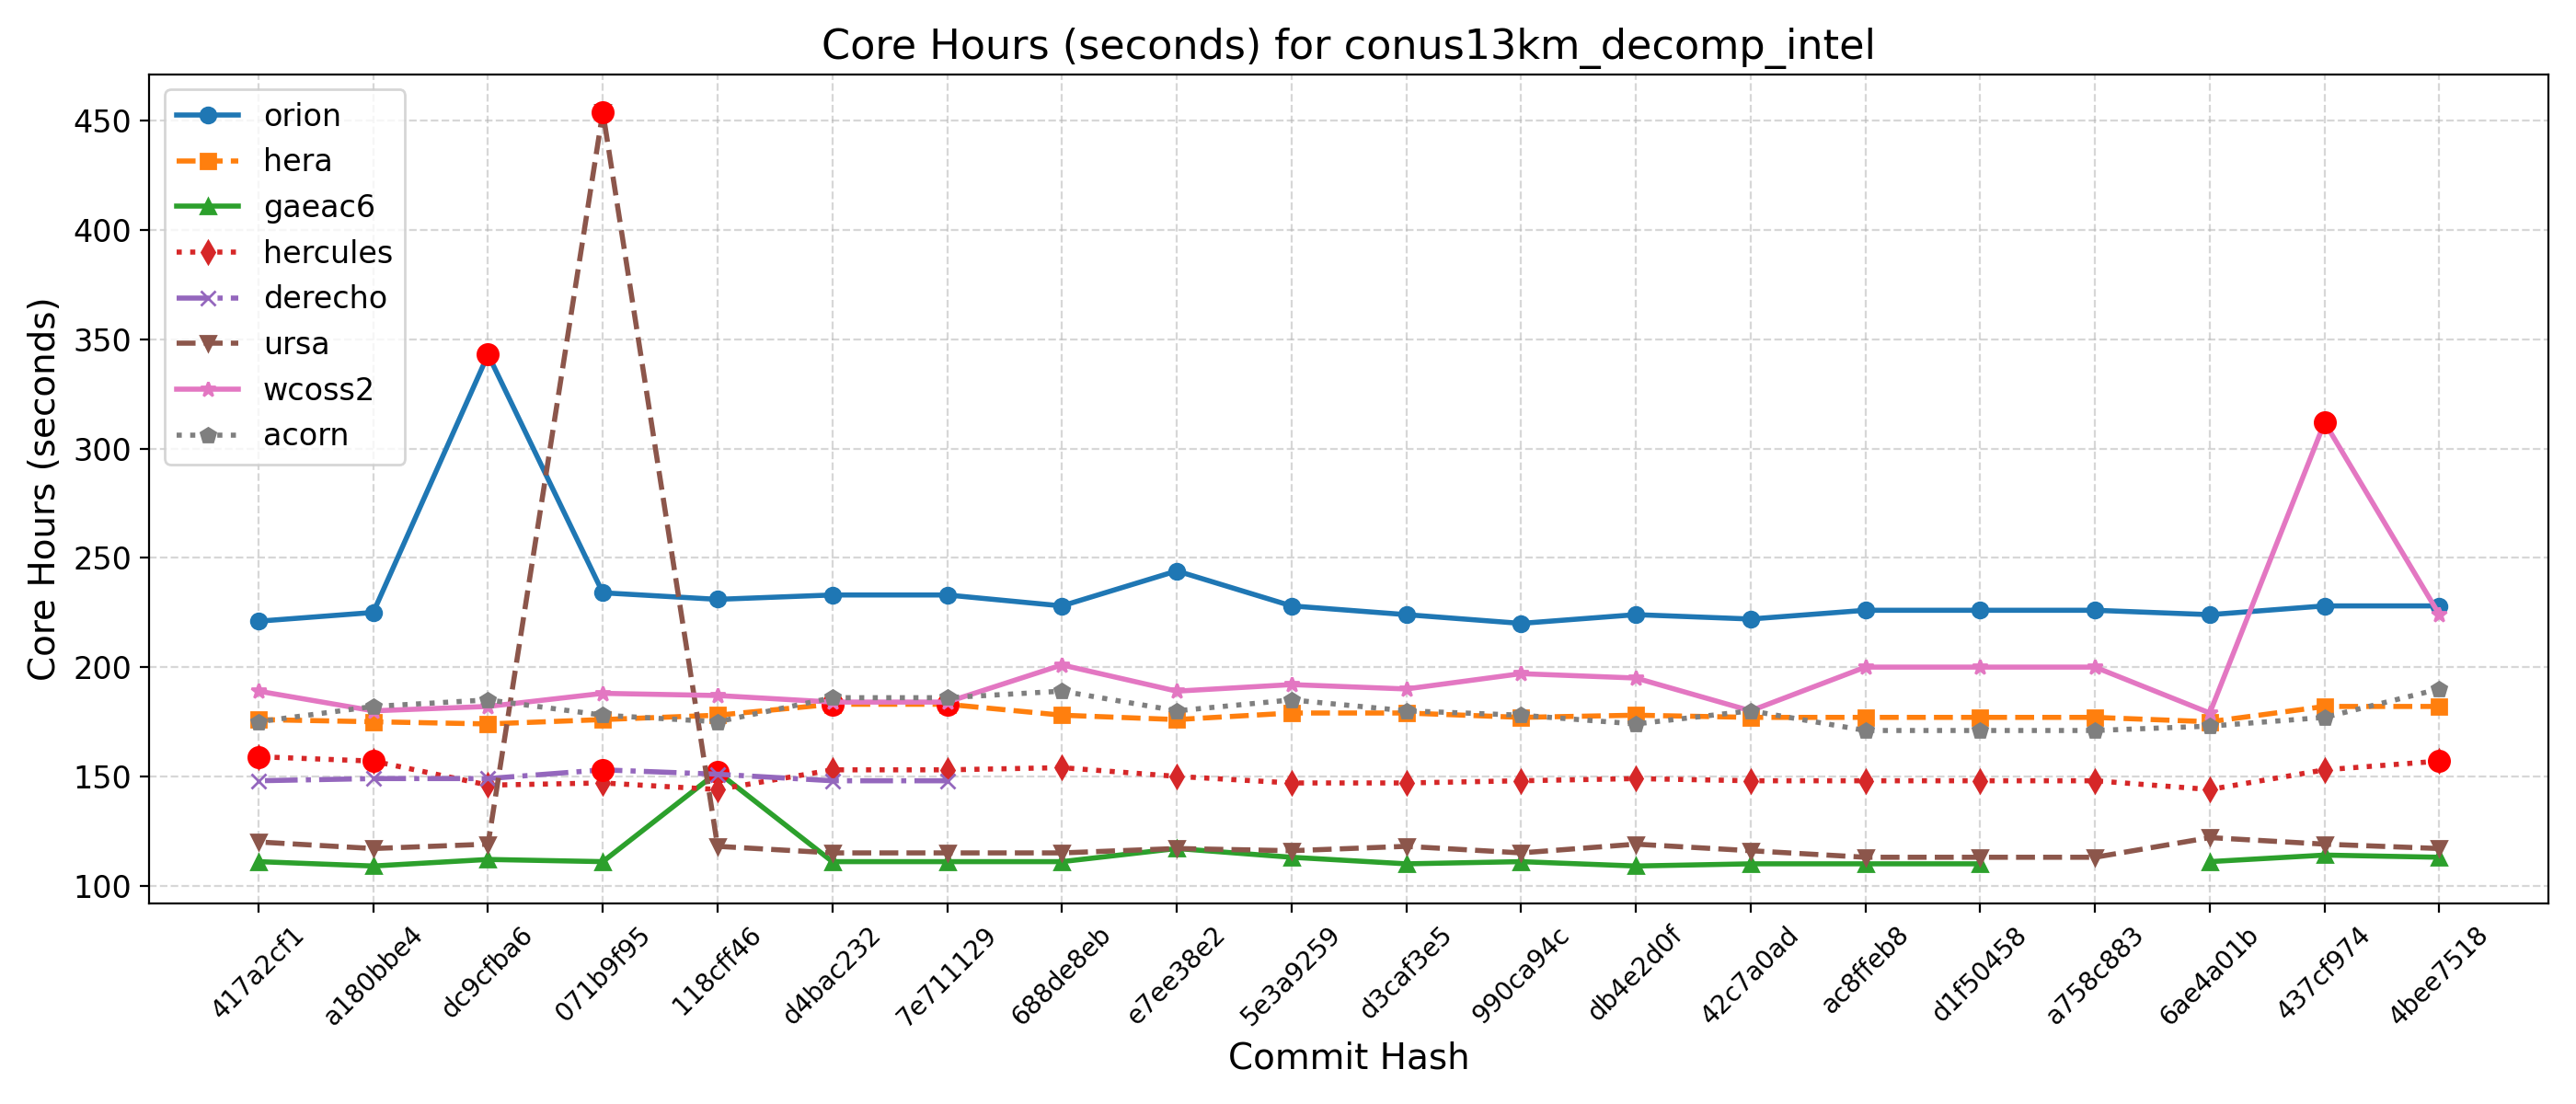 Core Hours (seconds) for conus13km_decomp_intel
Core Hours (seconds)
450
400
350
300
250
200
150
100
orion
hera
gaeac6
hercules
derecho
ursa
wcoss2
acorn
417a2cf1
a180bbe4
dc9cfba6
071b9f95
118cff46
d4bac232
7e711129
688de8eb
e7ee38e2
5e3a9259
d3caf3e5
990ca94c
db4e2d0f
42c7a0ad
ac8ffeb8
d1f50458
a758c883
6ae4a01b
437cf974
4bee7518
Commit Hash